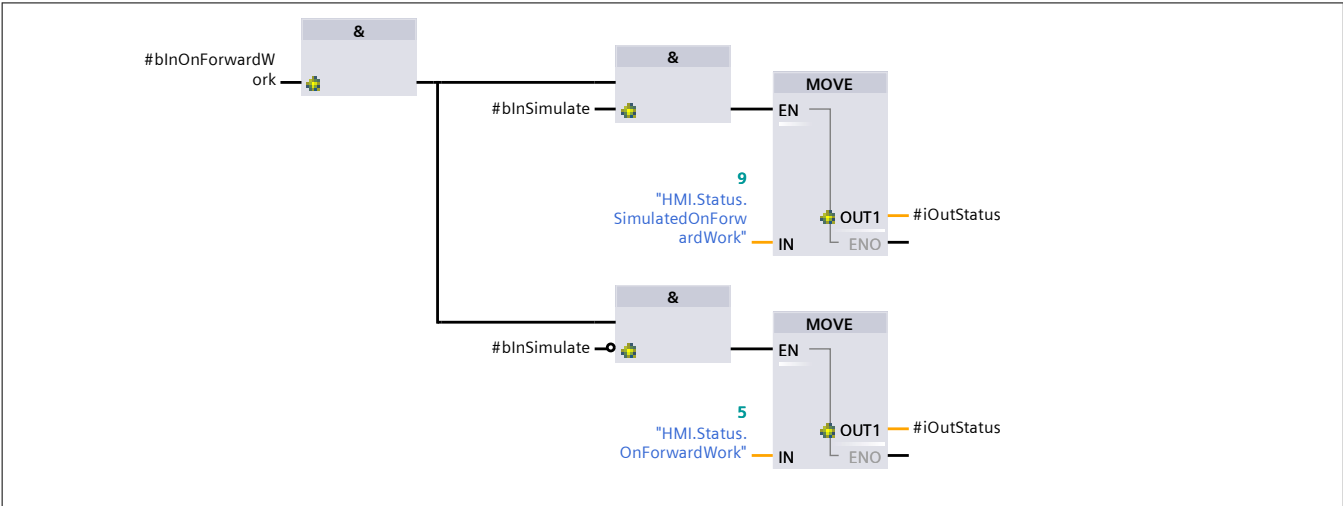 &
#bInOnForwardW
ork
&
#bInSimulate
MOVE
EN
9
"HMI.Status.
SimulatedOnForw
ardWork"
IN
OUT1
#iOutStatus
ENO
&
#bInSimulate
MOVE
EN
5
"HMI.Status.
OnForwardWork"
IN
OUT1
#iOutStatus
ENO